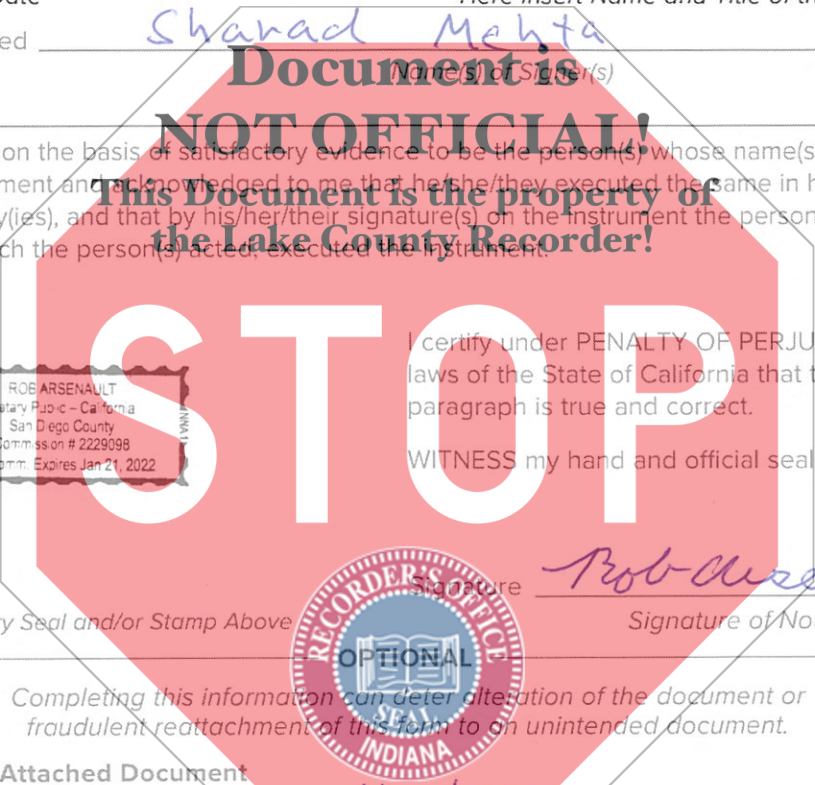 Date Here Insert Name and Title of th
ed Sharad Mehta
Document is
Name(s) of Signer(s)
NOT OFFICIAL!
on the basis of satisfactory evidence to be the person(s) whose name(s
ment and acknowledged to me that he/she/they executed the same in h
This Document is the property of
y(ies), and that by his/her/their signature(s) on the instrument the person
the Lake County Recorder!
ch the person(s) acted, executed the instrument.
STOP
I certify under PENALTY OF PERJU
laws of the State of California that t
paragraph is true and correct.
WITNESS my hand and official seal
ROB ARSENAULT
tary Public – California
San Diego County
Commission # 2229098
omm. Expires Jan 21, 2022
Signature Rob
y Seal and/or Stamp Above Signature of No
RECORDER'S OFFICE
OPTIONAL
SEAL
INDIANA
Completing this information can deter alteration of the document or
fraudulent reattachment of this form to an unintended document.
Attached Document